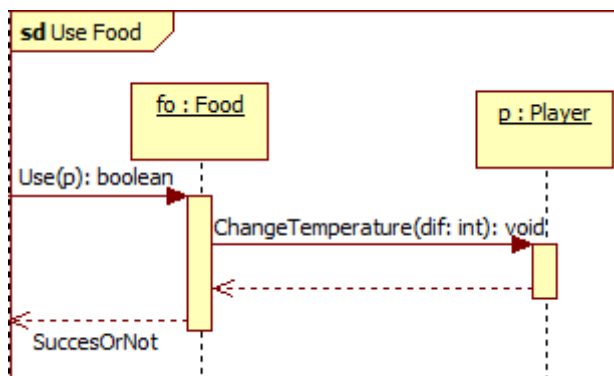 sd Use Food
fo : Food
p : Player
Use(p): boolean
ChangeTemperature(dif: int): void
SuccesOrNot